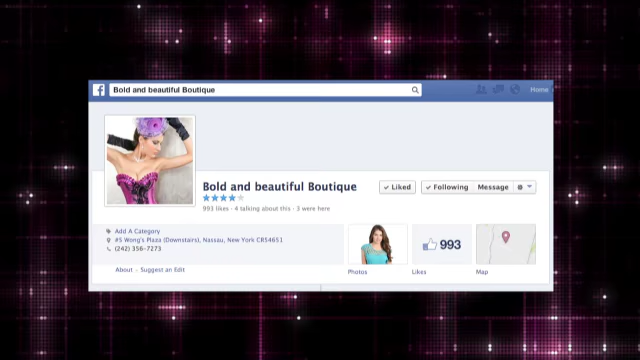 f Bold and beautiful Boutique
Home
Bold and beautiful Boutique
Liked
Following
Message
993 likes · 4 talking about this · 3 were here
Add A Category
#5 Wong's Plaza (Downstairs), Nassau, New York CR54651
(242) 356-7273
About - Suggest an Edit
993
Photos
Likes
Map